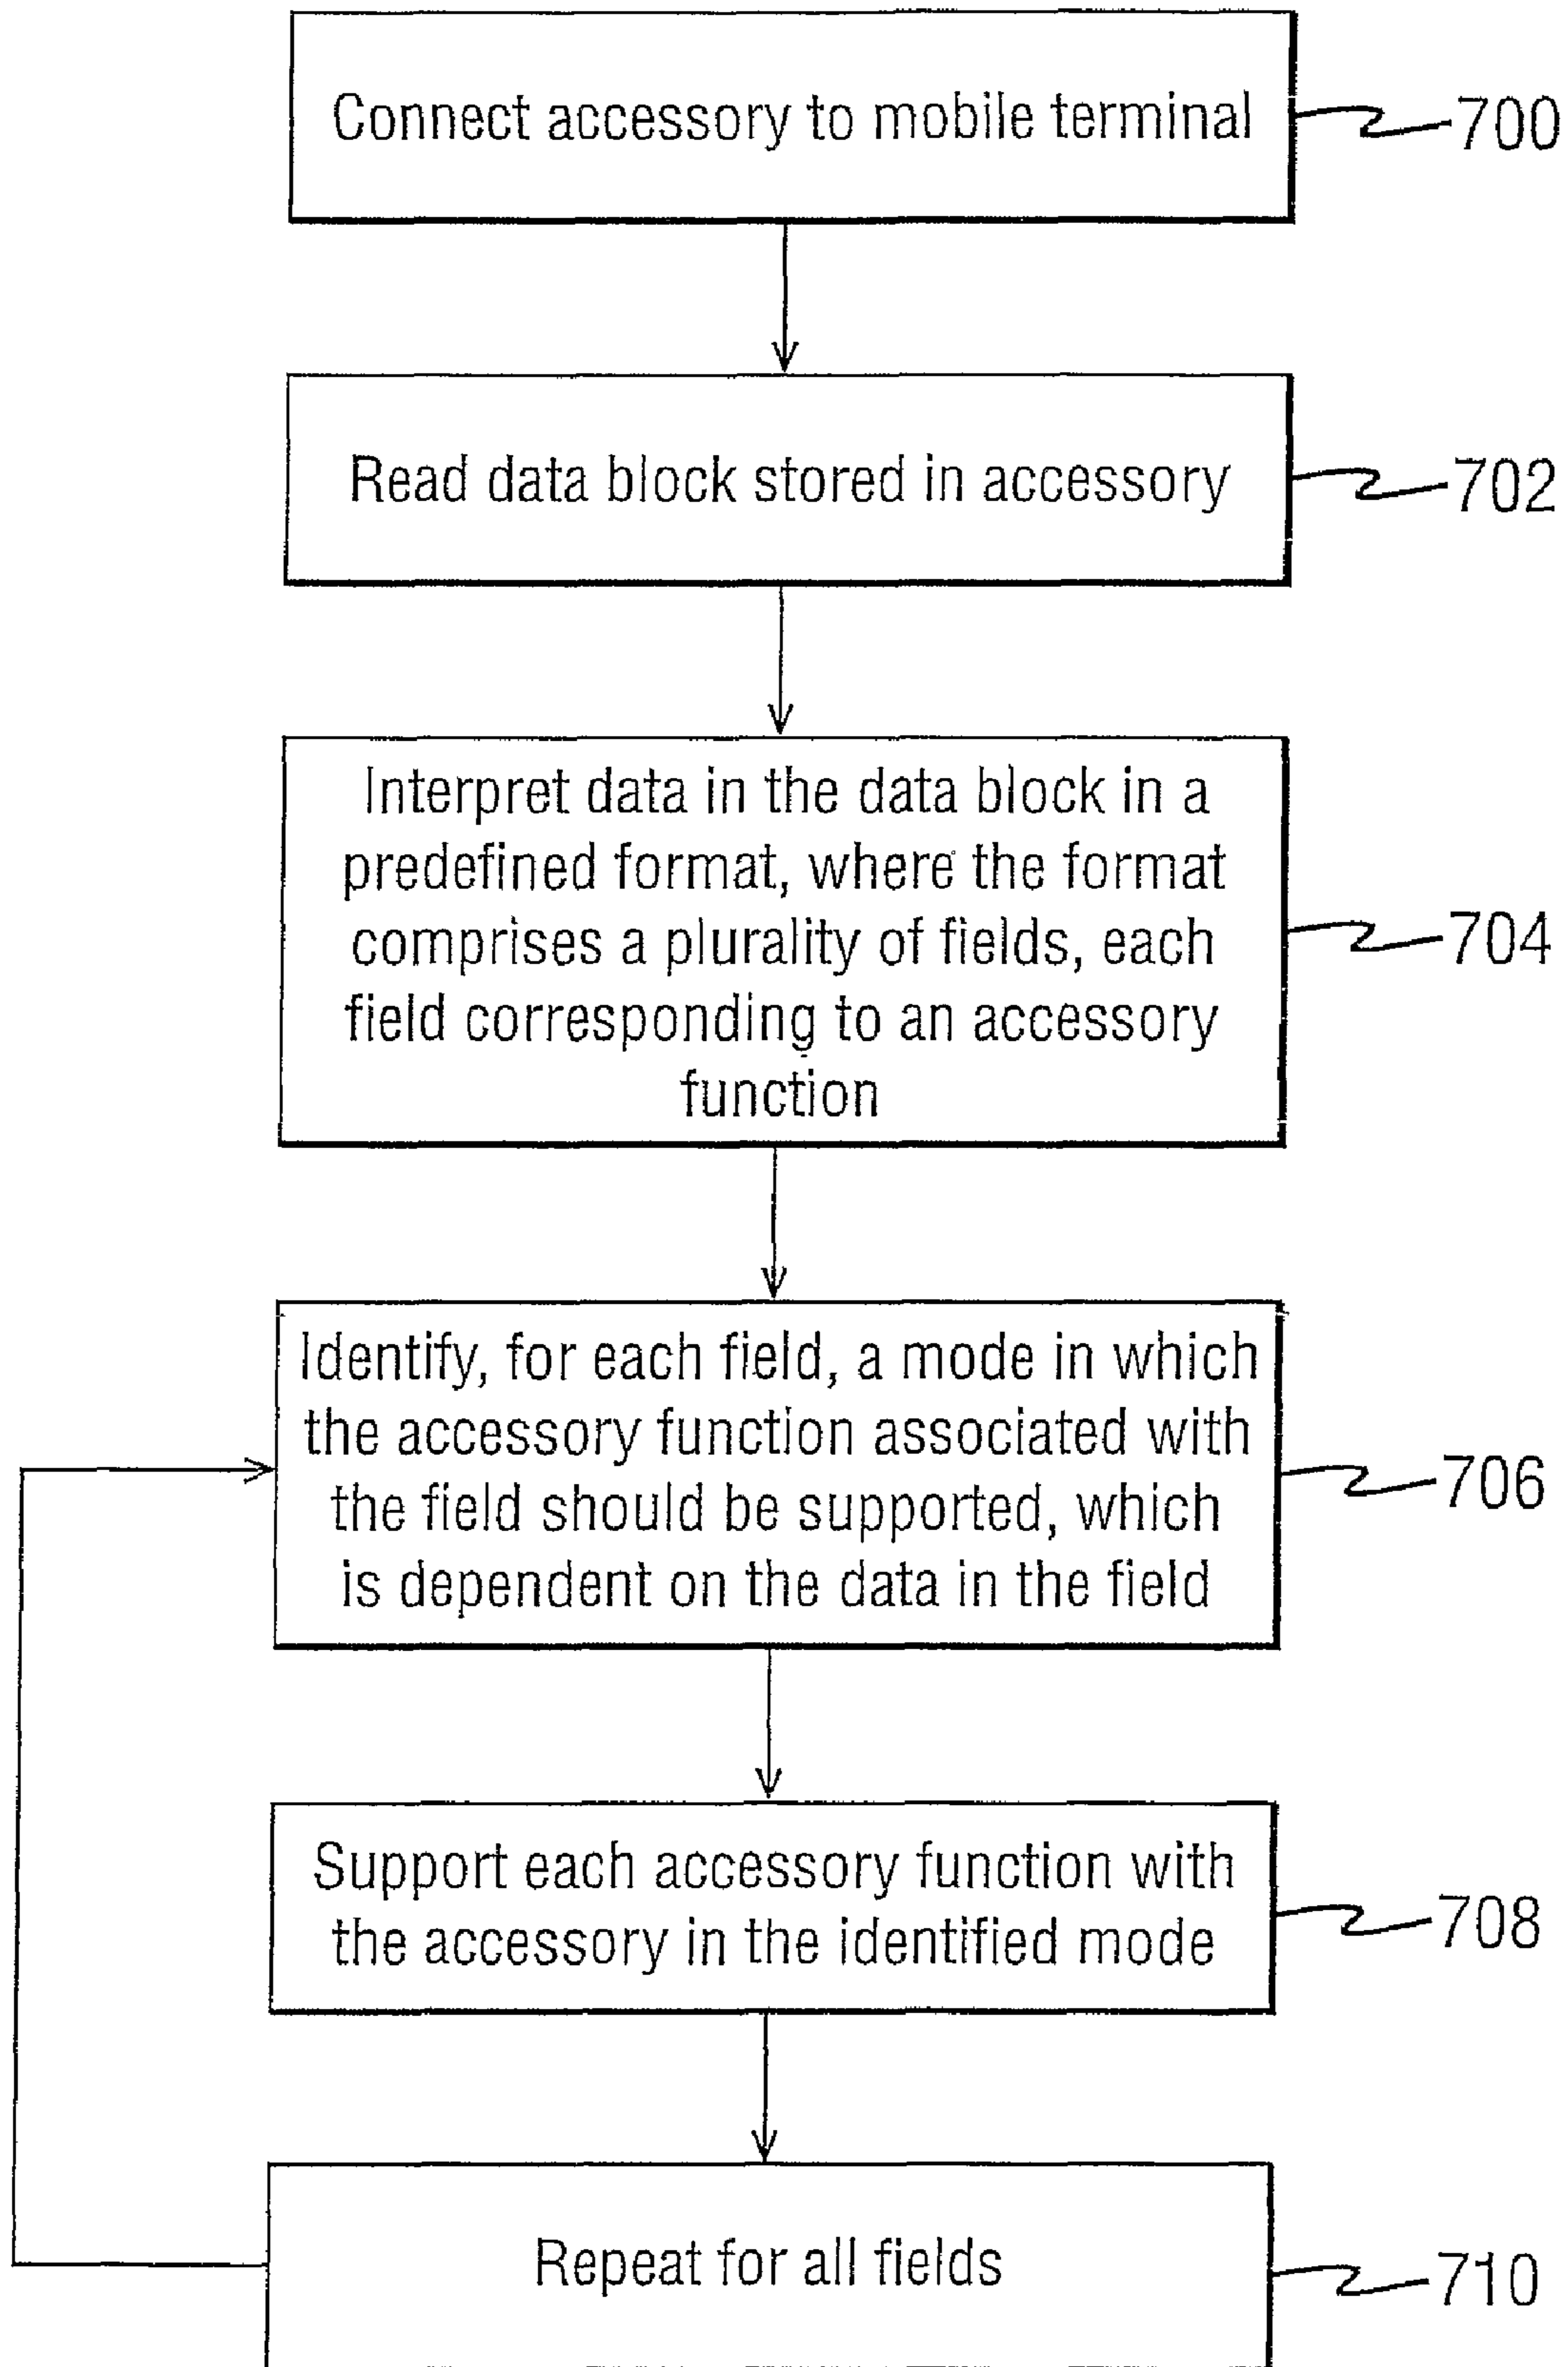 Connect accessory to mobile terminal
700
Read data block stored in accessory
702
Interpret data in the data block in a
predefined format, where the format
comprises a plurality of fields, each
field corresponding to an accessory
function
704
Identify, for each field, a mode in which
the accessory function associated with
the field should be supported, which
is dependent on the data in the field
706
Support each accessory function with
the accessory in the identified mode
708
Repeat for all fields
710